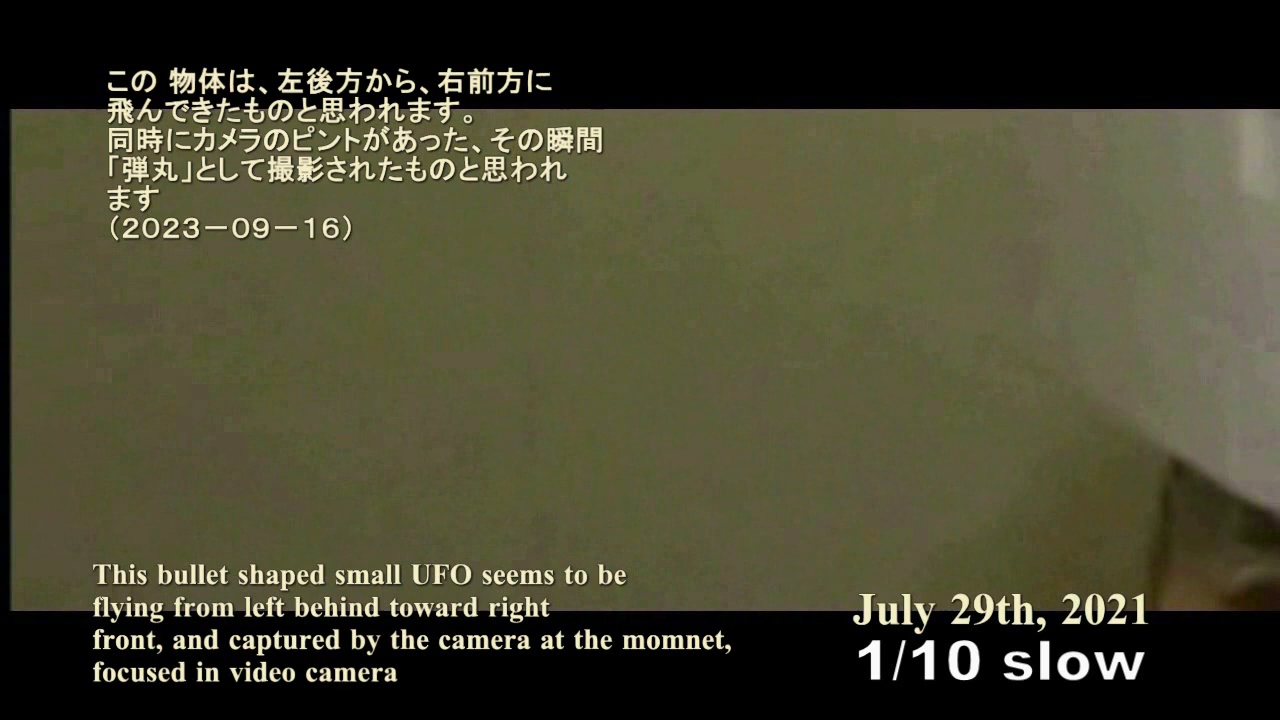 この 物体は、左後方から、右前方に
飛んできたものと思われます。
同時にカメラのピントがあった、その瞬間
「弾丸」として撮影されたものと思われ
ます
（２０２３－０９－１６）
This bullet shaped small UFO seems to be
flying from left behind toward right
front, and captured by the camera at the momnet,
focused in video camera
July 29th, 2021
1/10 slow